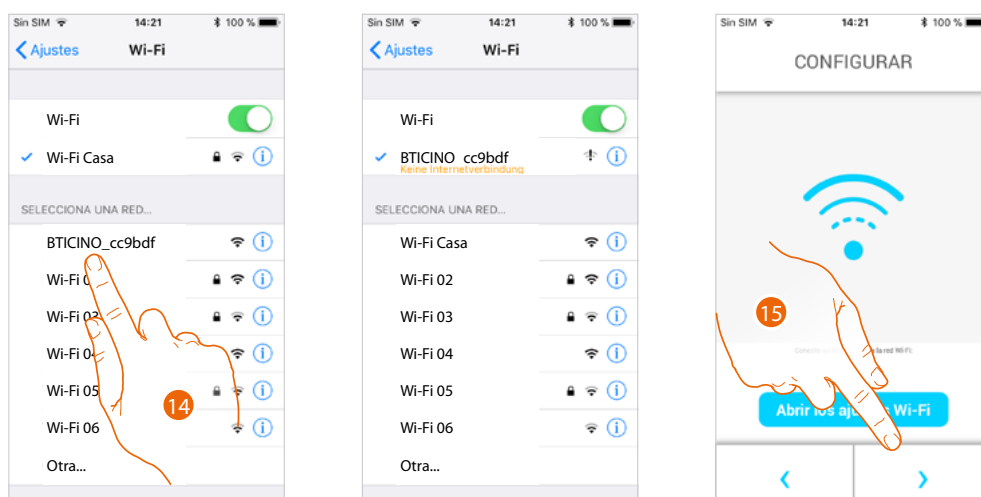 Sin SIM 14:21 100 %
Ajustes Wi-Fi
Wi-Fi
Wi-Fi Casa
SELECCIONA UNA RED...
BTICINO_cc9bdf
Wi-Fi
Wi-Fi 03
Wi-Fi 04
Wi-Fi 05
Wi-Fi 06
Otra...
14
Sin SIM 14:21 100 %
Ajustes Wi-Fi
Wi-Fi
BTICINO_cc9bdf
Keine Internetverbindung
SELECCIONA UNA RED...
Wi-Fi Casa
Wi-Fi 02
Wi-Fi 03
Wi-Fi 04
Wi-Fi 05
Wi-Fi 06
Otra...
Sin SIM 14:21 100 %
CONFIGURAR
15
la red Wi-Fi:
Abrir los Wi-Fi